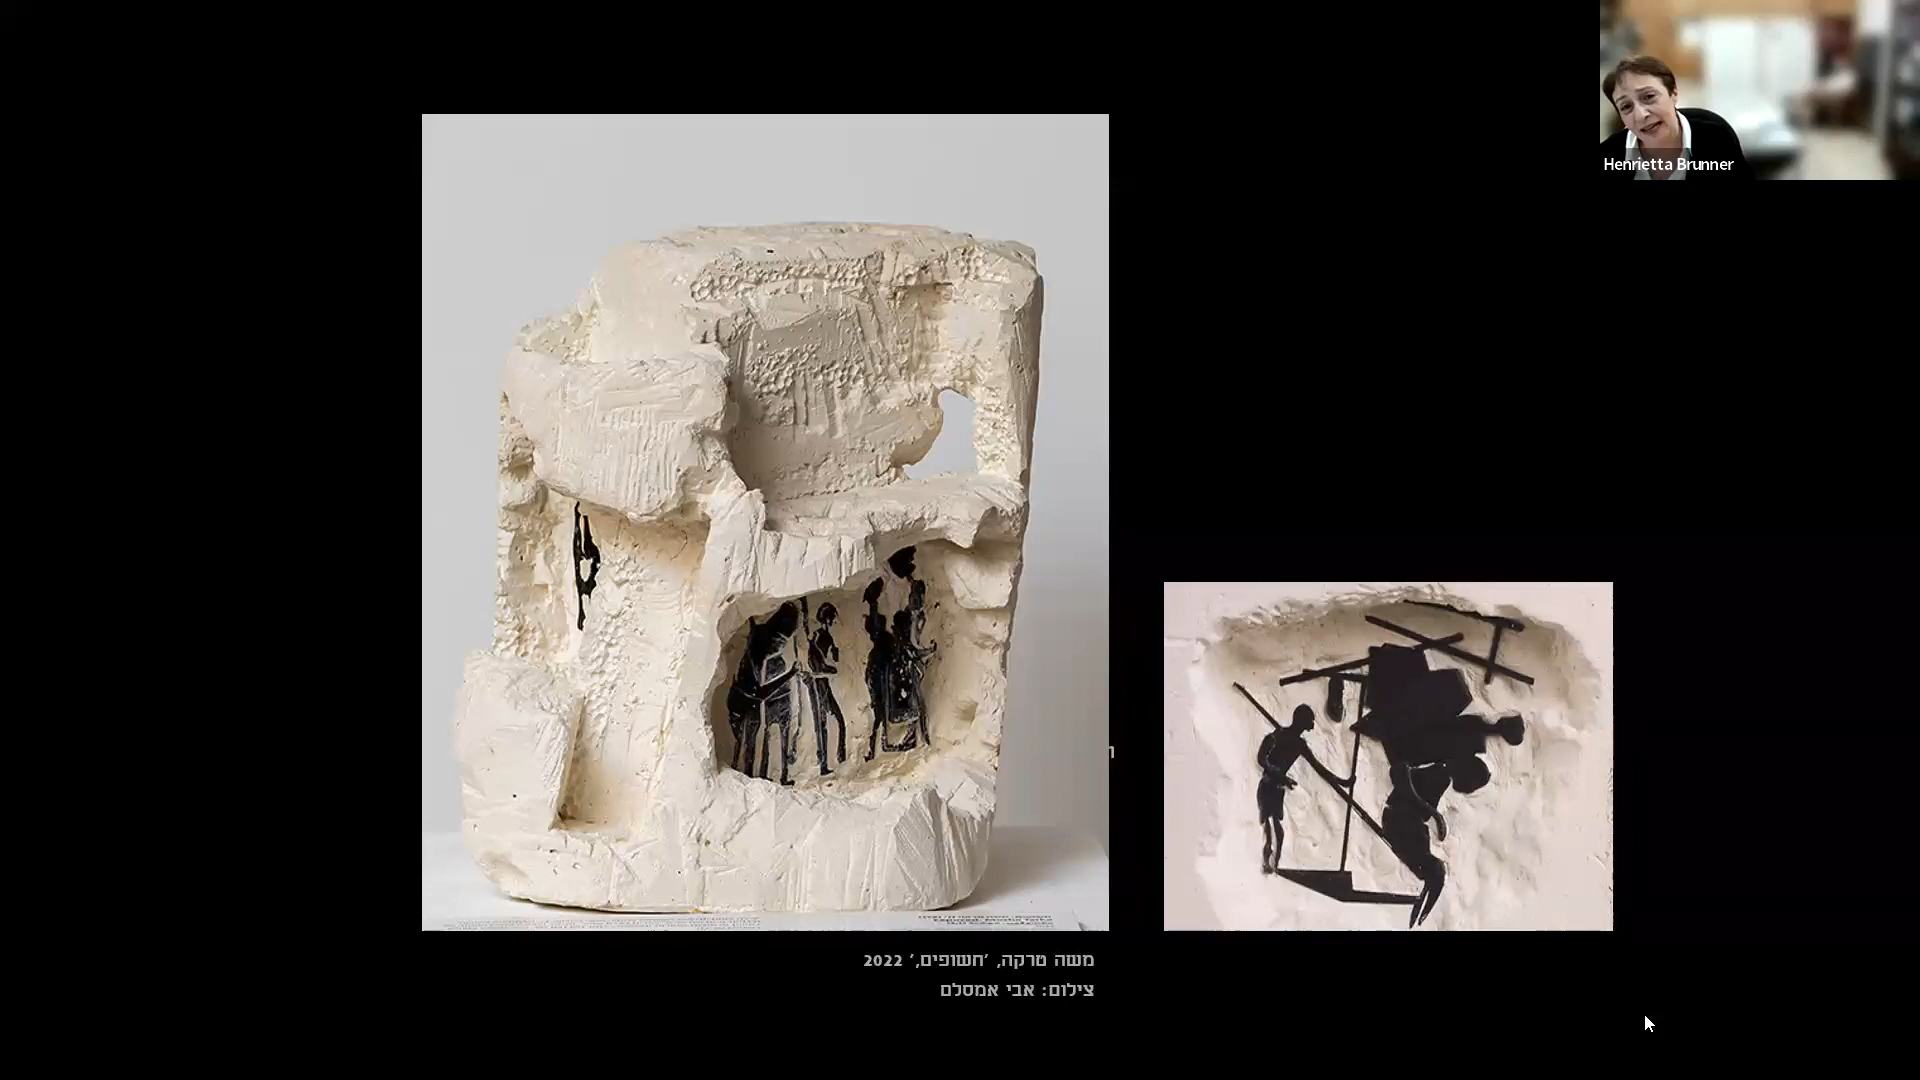 Henrietta Brunner
משה טרקה, 'חשופים,' 2022
צילום: אבי אמסלם